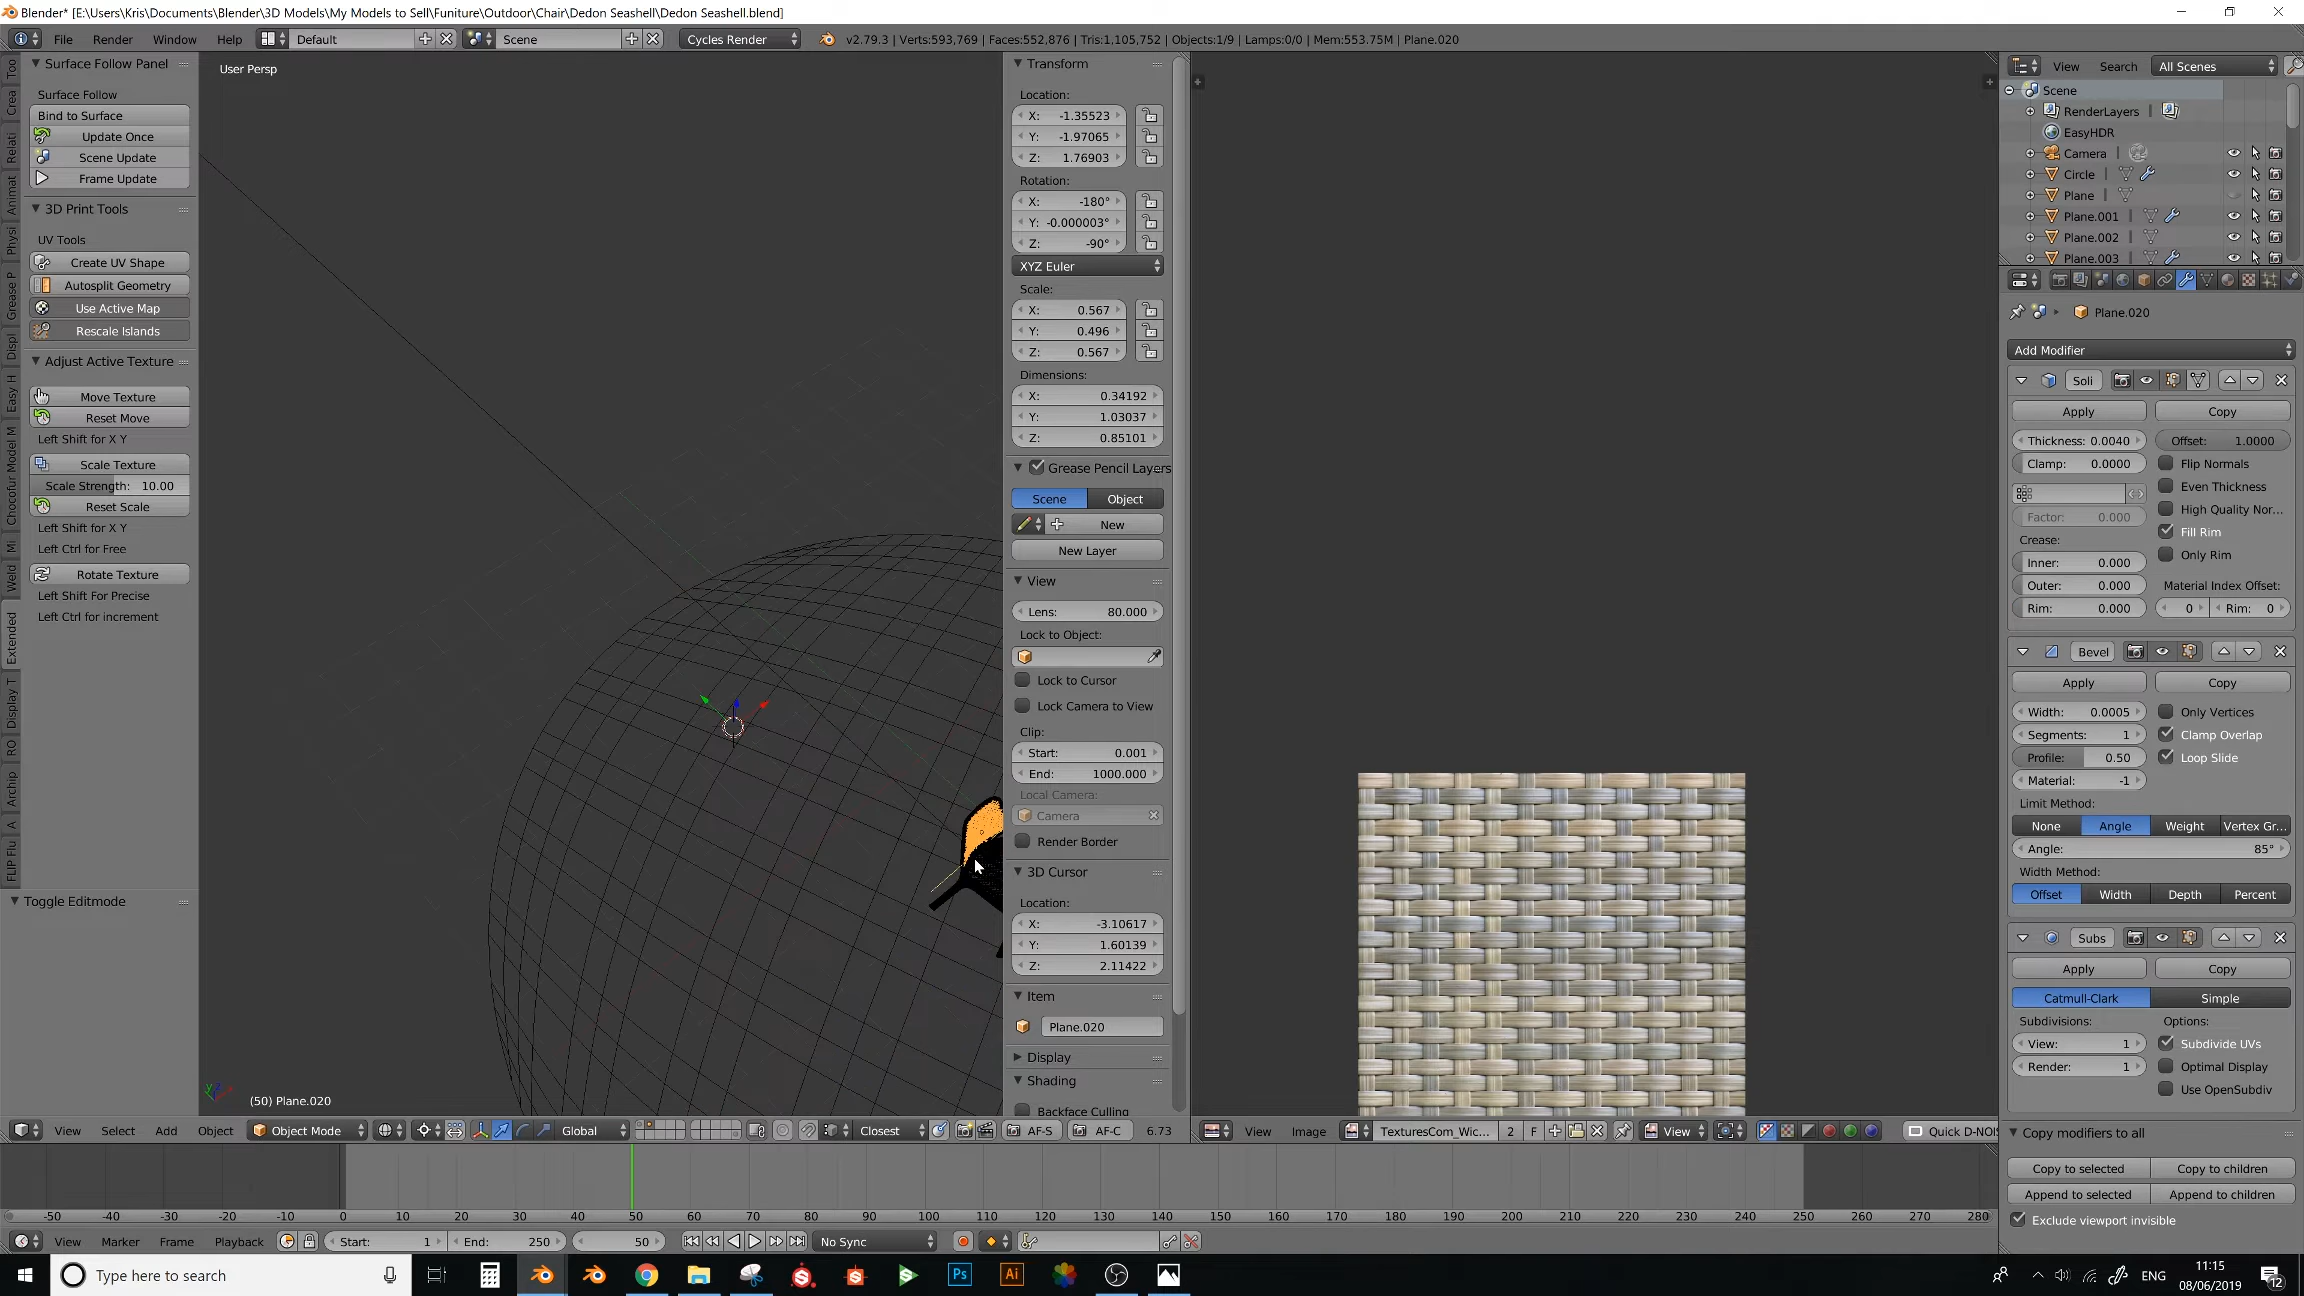 Blender* [E:\Users\Kris\Documents\Blender\3D Models\My Models to Sell\Funiture\Outdoor\Chair\Dedon Seashell\Dedon Seashell.blend]
File Render Window Help Default Scene Cycles Render v2.79.3 | Verts:593,769 | Faces:552,876 | Tris:1,105,752 | Objects:1/9 | Lamps:0/0 | Mem:553.75M | Plane.020
Too
Crea
Relati
Animat
Physi
Grease P
Displ
Easy H
Chocofur Model M
Mi
Weld
Extended
Display T
RO
Archip
A
FLIP Flu
Surface Follow Panel
Surface Follow
Bind to Surface
Update Once
Scene Update
Frame Update
3D Print Tools
UV Tools
Create UV Shape
Autosplit Geometry
Use Active Map
Rescale Islands
Adjust Active Texture
Move Texture
Reset Move
Left Shift for X Y
Scale Texture
Scale Strength: 10.00
Reset Scale
Left Shift for X Y
Left Ctrl for Free
Rotate Texture
Left Shift For Precise
Left Ctrl for increment
Toggle Editmode
User Persp
(50) Plane.020
Transform
Location:
X: -1.35523
Y: -1.97065
Z: 1.76903
Rotation:
X: -180°
Y: -0.000003°
Z: -90°
XYZ Euler
Scale:
X: 0.567
Y: 0.496
Z: 0.567
Dimensions:
X: 0.34192
Y: 1.03037
Z: 0.85101
Grease Pencil Layers
Scene Object
New
New Layer
View
Lens: 80.000
Lock to Object:
Lock to Cursor
Lock Camera to View
Clip:
Start: 0.001
End: 1000.000
Local Camera:
Camera
Render Border
3D Cursor
Location:
X: -3.10617
Y: 1.60139
Z: 2.11422
Item
Plane.020
Display
Shading
Backface Culling
View Search All Scenes
Scene
RenderLayers
EasyHDR
Camera
Circle
Plane
Plane.001
Plane.002
Plane.003
Plane.020
Add Modifier
Soli
Apply Copy
Thickness: 0.0040 Offset: 1.0000
Clamp: 0.0000 Flip Normals
Even Thickness
High Quality Nor...
Factor: 0.000
Fill Rim
Crease:
Only Rim
Inner: 0.000
Outer: 0.000 Material Index Offset:
Rim: 0.000 0 Rim: 0
Bevel
Apply Copy
Width: 0.0005 Only Vertices
Segments: 1 Clamp Overlap
Profile: 0.50 Loop Slide
Material: -1
Limit Method:
None Angle Weight Vertex Gr...
Angle: 85°
Width Method:
Offset Width Depth Percent
Subs
Apply Copy
Catmull-Clark Simple
Subdivisions: Options:
View: 1 Subdivide UVs
Render: 1 Optimal Display
Use OpenSubdiv
Copy modifiers to all
Copy to selected Copy to children
Append to selected Append to children
Exclude viewport invisible
View Select Add Object Object Mode Global Closest AF-S AF-C 6.73
View Image TexturesCom_Wic... 2 F View Quick D-NOI
-50 -40 -30 -20 -10 0 10 20 30 40 50 60 70 80 90 100 110 120 130 140 150 160 170 180 190 200 210 220 230 240 250 260 270 280
View Marker Frame Playback Start: 1 End: 250 50 No Sync
Type here to search
Ps
Ai
ENG
11:15
08/06/2019
12